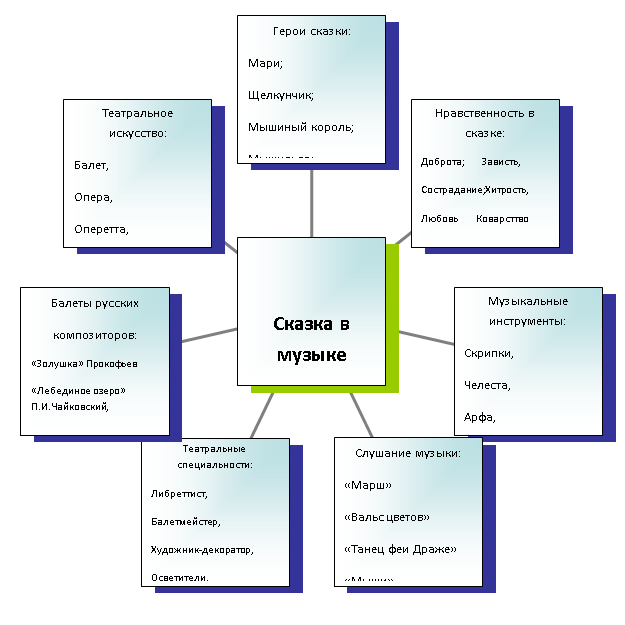 Герои сказки:
Мари;
Щелкунчик;
Мышиный король;
Театральное
искусство:
Балет,
Опера,
Оперетта,
Нравственность в
сказке:
Доброта; Зависть,
Сострадание;Хитрость,
Любовь Коварсттво
Сказка в
музыке
Балеты русских
композиторов:
«Золушка» Прокофьев
«Лебединое озеро»
П.И.Чайковский,
Музыкальные
инструменты:
Скрипки,
Челеста,
Арфа,
Театральные
специальности:
Либреттист,
Балетмейстер,
Художник-декоратор,
Осветители.
Слушание музыки:
«Марш»
«Вальс цветов»
«Танец феи Драже»